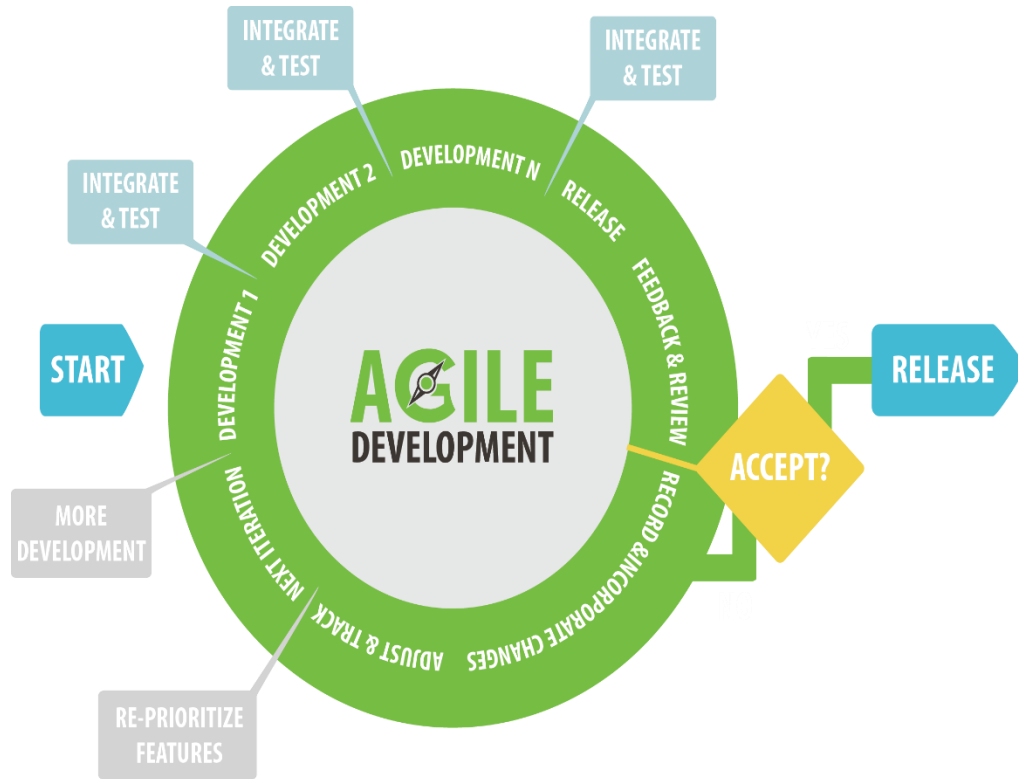 INTEGRATE
& TEST
INTEGRATE
& TEST
INTEGRATE
& TEST
START
DEVELOPMENT 1
DEVELOPMENT 2
DEVELOPMENT N
RELEASE
FEEDBACK & REVIEW
ACCEPT?
RELEASE
RECORD &INCORPORATE CHANGES
ADJUST & TRACK
NEXT ITERATION
MORE
DEVELOPMENT
RE-PRIORITIZE
FEATURES
AGILE
DEVELOPMENT